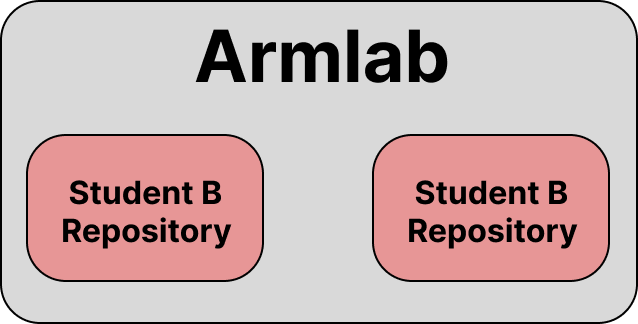 Armlab
Student B
Repository
Student B
Repository